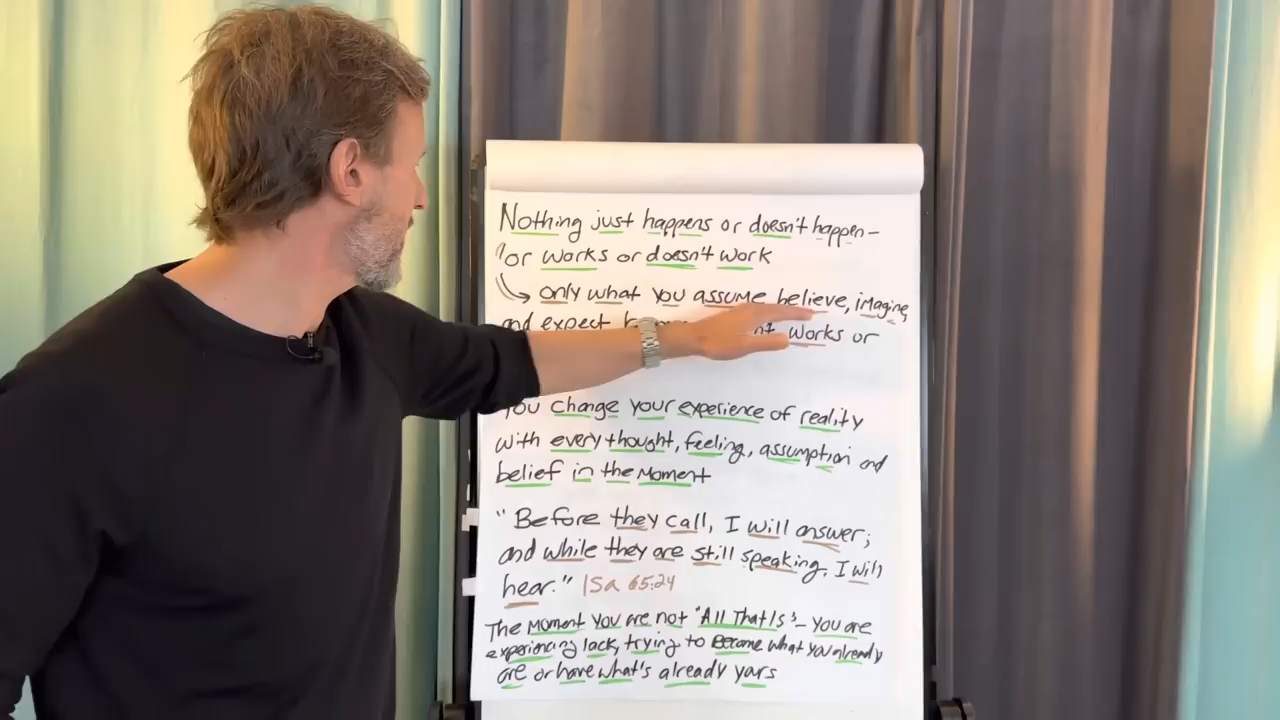 Nothing just happens or doesn't happen-
or works or doesn't work
only what you assume believe, imagine,
and expect works or
You change your experience of reality
with every thought, feeling, assumption and
belief in the moment
"Before they call, I will answer;
and while they are still speaking, I will
hear." ISa 65:24
The moment you are not "All That Is"- you are
experiencing lack, trying to become what you already
are or have what's already yars